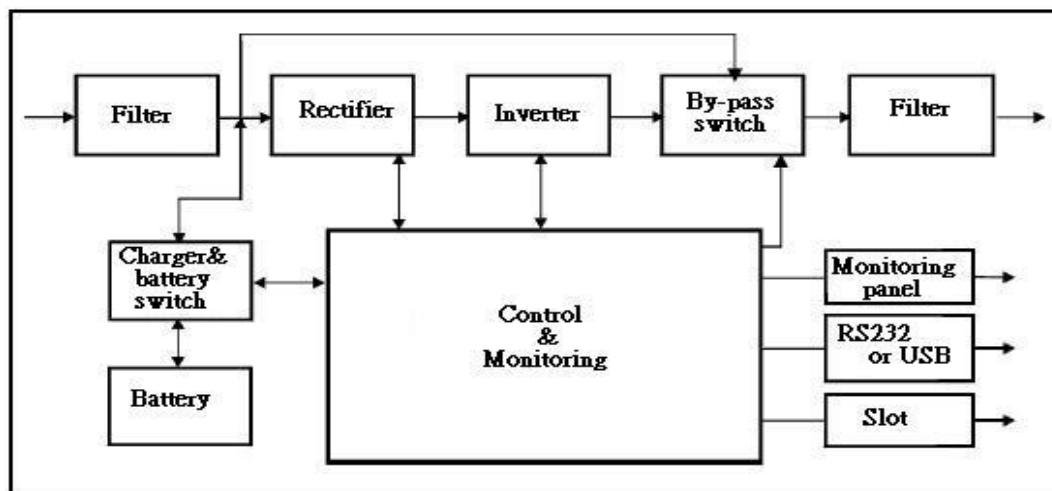 Filter
Rectifier
Inverter
By-pass
switch
Filter
Charger&
battery
switch
Battery
Control
&
Monitoring
Monitoring
panel
RS232
or USB
Slot